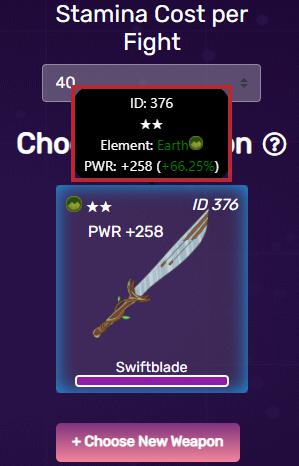 Stamina Cost per
Fight
40
ID: 376
★★
Element: Earth
PWR: +258 (+66.25%)
Choo on ?
★★ ID 376
PWR +258
Swiftblade
+ Choose New Weapon